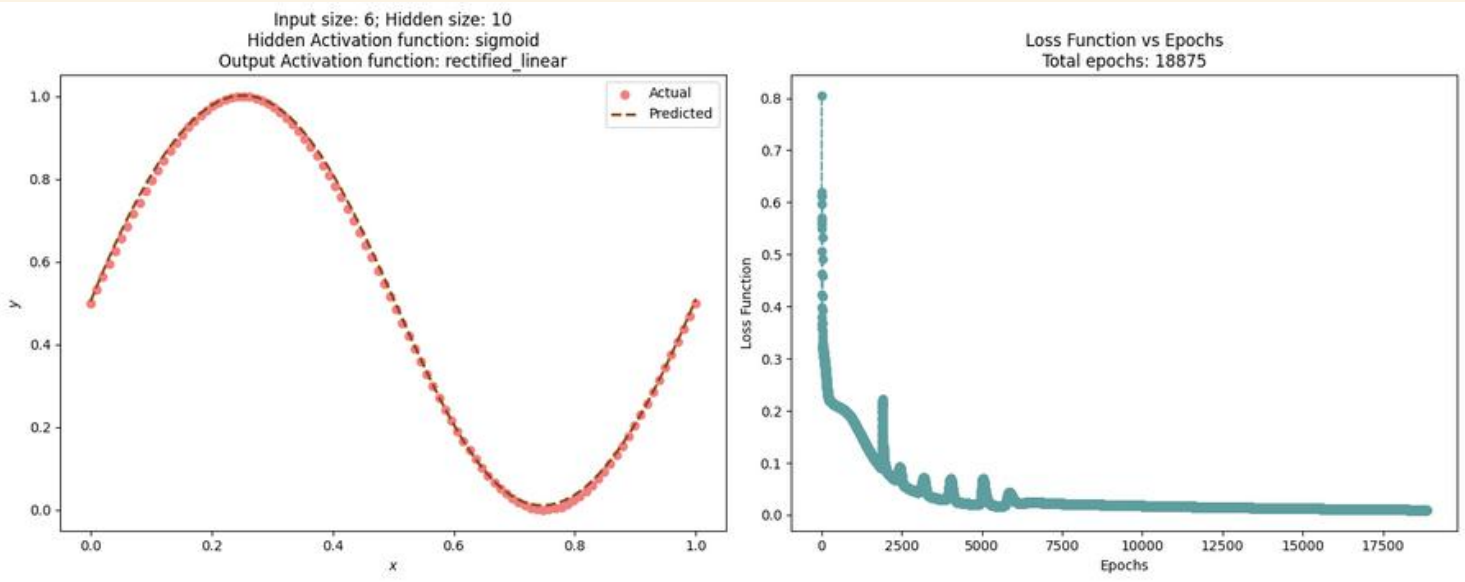 Input size: 6; Hidden size: 10
Hidden Activation function: sigmoid
Output Activation function: rectified_linear
1.0
0.8
0.6
0.4
0.2
0.0
y
0.0 0.2 0.4 0.6 0.8 1.0
x
Actual
Predicted
Loss Function vs Epochs
Total epochs: 18875
0.8
0.7
0.6
0.5
0.4
0.3
0.2
0.1
0.0
Loss Function
0 2500 5000 7500 10000 12500 15000 17500
Epochs